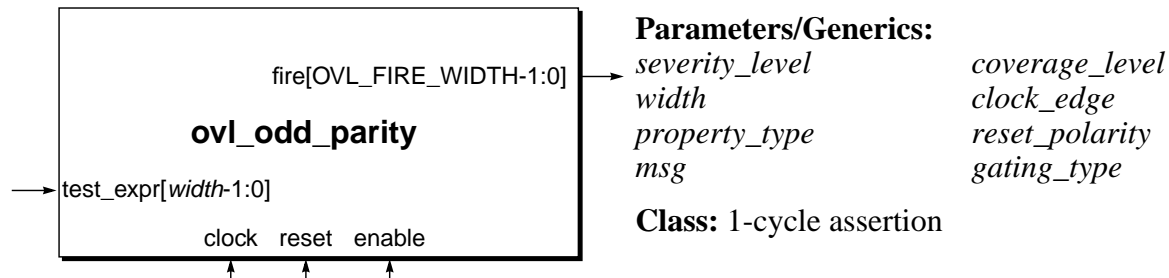 fire[OVL_FIRE_WIDTH-1:0]
ovl_odd_parity
test_expr[width-1:0]
clock reset enable
Parameters/Generics:
severity_level coverage_level
width clock_edge
property_type reset_polarity
msg gating_type
Class: 1-cycle assertion